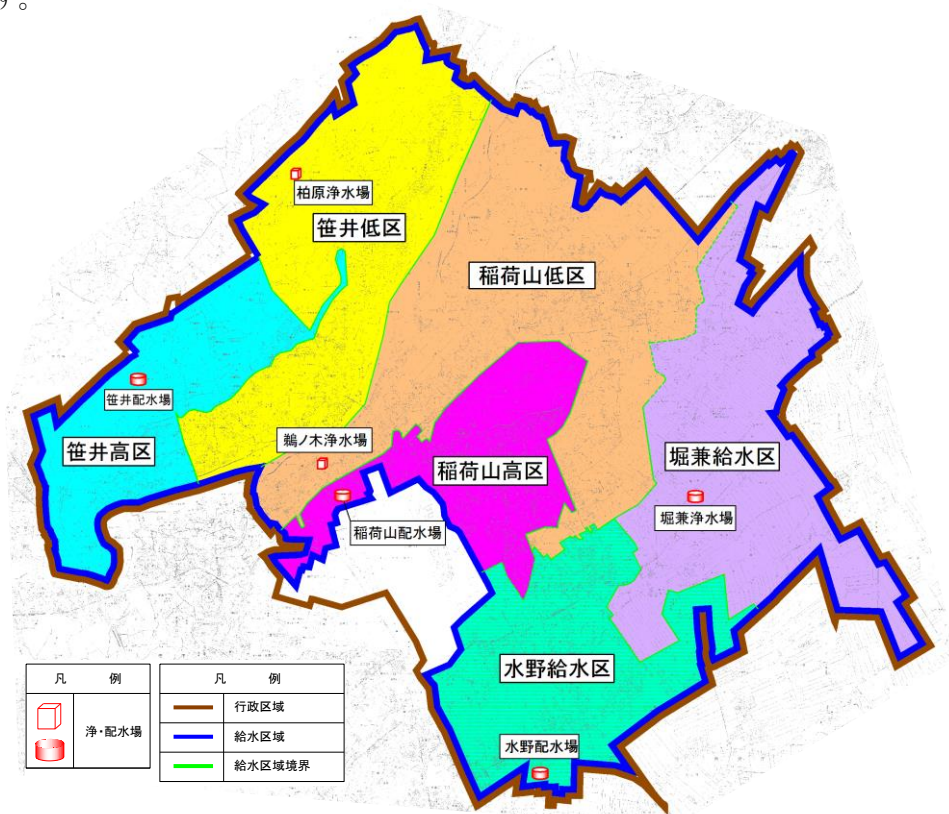 す。
柏原浄水場
笹井低区
稲荷山低区
笹井配水場
鵜ノ木浄水場
笹井高区
稲荷山高区
堀兼給水区
堀兼浄水場
稲荷山配水場
水野給水区
水野配水場
凡 例
浄・配水場
凡 例
行政区域
給水区域
給水区域境界